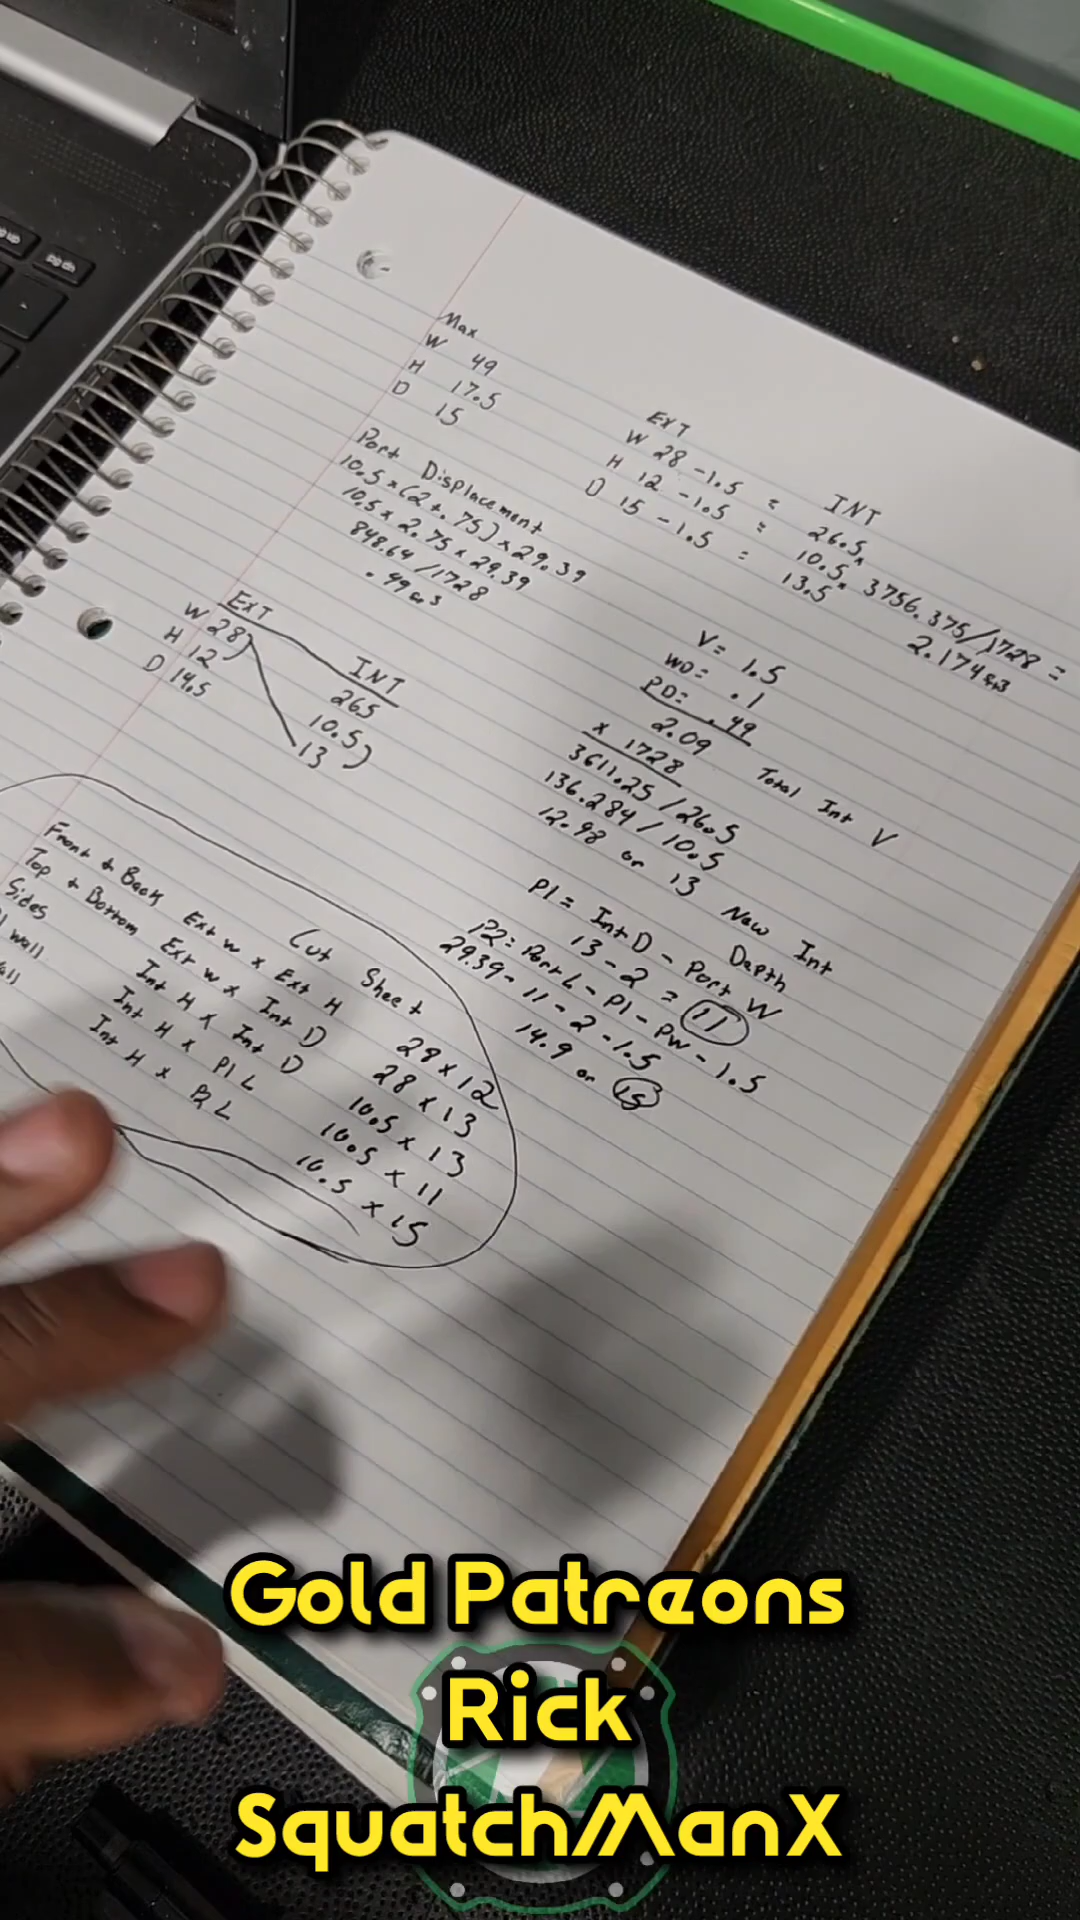 Max
W 49
H 17.5
D 15
EXT INT
W 28 - 1.5 = 26.5 x
H 12 - 1.5 = 10.5 x 3756.375/1728 =
D 15 - 1.5 = 13.5 2.174
Port Displacement
10.5 x (2 + .75) x 29.39
10.5 x 2.75 x 29.39
848.64 / 1728
.49
EXT INT
W 28 265
H 12 10.5
D 14.5 13
V = 1.5
WD = .1
PD = .49
2.09 Total Int V
x 1728
3611.25 / 26.5
136.284 / 10.5
12.98 or 13 New Int Depth
P1 = Int D - Port W
13 - 2 = 11
P2 = Port L - P1 - PW - 1.5
29.39 - 11 - 2 - 1.5
14.9 or 15
Cut Sheet
Front + Back Ext W x Ext H 28 x 12
Top + Bottom Ext W x Int D 28 x 13
Sides Int H x Int D 10.5 x 13
wall Int H x P1 L 10.5 x 11
Int H x P2 L 10.5 x 15
Gold Patreons
Rick
SquatchManX